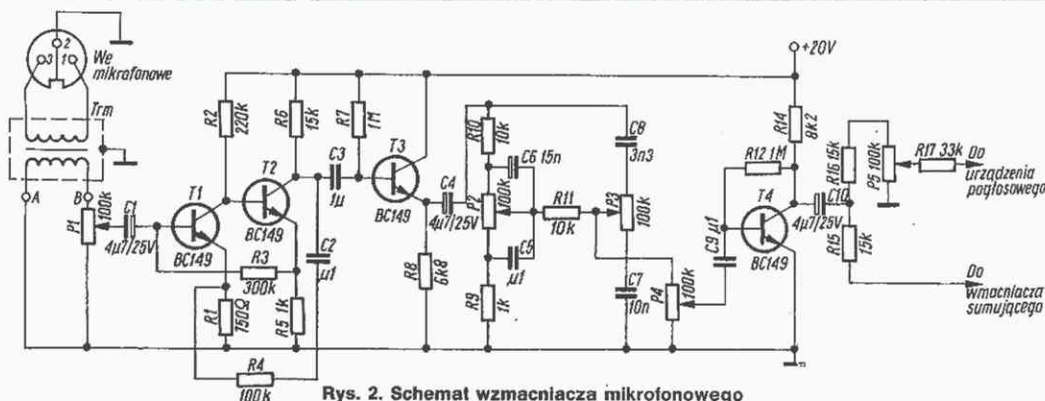 We
mikrofonowe
2
3
1
Trm
A
B
P1
100k
C1
4µ7/25V
T1
BC149
R2
220k
R3
300k
R1
750Ω
R4
100k
T2
BC149
R6
15k
R5 1k
C3
1µ
R7
1M
C2
µ1
T3
BC149
R8
6k8
C4
4µ7/25V
R10
10k
C6 15n
P2
100k
C5
µ1
R9
1k
R11
10k
C8
3n3
P3
100k
C7
10n
P4
100k
C9 µ1
R12 1M
T4
BC149
+20V
R14
8k2
C10
4µ7/25V
R16 15k
P5 100k
R17 33k
R15
15k
Do
urządzenia
pogłosowego
Do
wmacniacza
sumującego
Rys. 2. Schemat wzmacniacza mikrofonowego